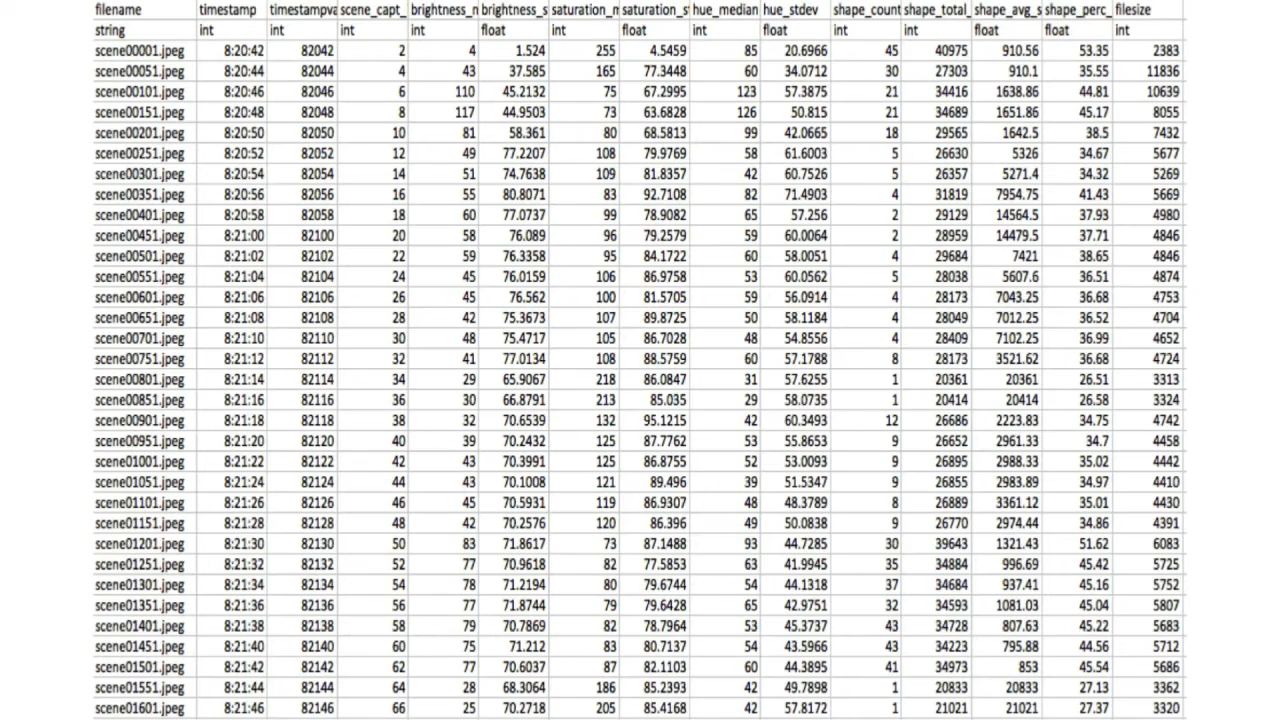 filename timestamp timestampva scene_capt_ brightness_n brightness_s saturation_n saturation_s hue_median hue_stdev shape_count shape_total_ shape_avg_s shape_perc_ filesize
string int int int int float int float int float int int float float int
scene00001.jpeg 8:20:42 82042 2 4 1.524 255 4.5459 85 20.6966 45 40975 910.56 53.35 2383
scene00051.jpeg 8:20:44 82044 4 43 37.585 165 77.3448 60 34.0712 30 27303 910.1 35.55 11836
scene00101.jpeg 8:20:46 82046 6 110 45.2132 75 67.2995 123 57.3875 21 34416 1638.86 44.81 10639
scene00151.jpeg 8:20:48 82048 8 117 44.9503 73 63.6828 126 50.815 21 34689 1651.86 45.17 8055
scene00201.jpeg 8:20:50 82050 10 81 58.361 80 68.5813 99 42.0665 18 29565 1642.5 38.5 7432
scene00251.jpeg 8:20:52 82052 12 49 77.2207 108 79.9769 58 61.6003 5 26630 5326 34.67 5677
scene00301.jpeg 8:20:54 82054 14 51 74.7638 109 81.8357 42 60.7526 5 26357 5271.4 34.32 5269
scene00351.jpeg 8:20:56 82056 16 55 80.8071 83 92.7108 82 71.4903 4 31819 7954.75 41.43 5669
scene00401.jpeg 8:20:58 82058 18 60 77.0737 99 78.9082 65 57.256 2 29129 14564.5 37.93 4980
scene00451.jpeg 8:21:00 82100 20 58 76.089 96 79.2579 59 60.0064 2 28959 14479.5 37.71 4846
scene00501.jpeg 8:21:02 82102 22 59 76.3358 95 84.1722 60 58.0051 4 29684 7421 38.65 4846
scene00551.jpeg 8:21:04 82104 24 45 76.0159 106 86.9758 53 60.0562 5 28038 5607.6 36.51 4874
scene00601.jpeg 8:21:06 82106 26 45 76.562 100 81.5705 59 56.0914 4 28173 7043.25 36.68 4753
scene00651.jpeg 8:21:08 82108 28 42 75.3673 107 89.8725 50 58.1184 4 28049 7012.25 36.52 4704
scene00701.jpeg 8:21:10 82110 30 48 75.4717 105 86.7028 48 54.8556 4 28409 7102.25 36.99 4652
scene00751.jpeg 8:21:12 82112 32 41 77.0134 108 88.5759 60 57.1788 8 28173 3521.62 36.68 4724
scene00801.jpeg 8:21:14 82114 34 29 65.9067 218 86.0847 31 57.6255 1 20361 20361 26.51 3313
scene00851.jpeg 8:21:16 82116 36 30 66.8791 213 85.035 29 58.0735 1 20414 20414 26.58 3324
scene00901.jpeg 8:21:18 82118 38 32 70.6539 132 95.1215 42 60.3493 12 26686 2223.83 34.75 4742
scene00951.jpeg 8:21:20 82120 40 39 70.2432 125 87.7762 53 55.8653 9 26652 2961.33 34.7 4458
scene01001.jpeg 8:21:22 82122 42 43 70.3991 125 86.8755 52 53.0093 9 26895 2988.33 35.02 4442
scene01051.jpeg 8:21:24 82124 44 43 70.1008 121 89.496 39 51.5347 9 26855 2983.89 34.97 4410
scene01101.jpeg 8:21:26 82126 46 45 70.5931 119 86.9307 48 48.3789 8 26889 3361.12 35.01 4430
scene01151.jpeg 8:21:28 82128 48 42 70.2576 120 86.396 49 50.0838 9 26770 2974.44 34.86 4391
scene01201.jpeg 8:21:30 82130 50 83 71.8617 73 87.1488 93 44.7285 30 39643 1321.43 51.62 6083
scene01251.jpeg 8:21:32 82132 52 77 70.9618 82 77.5853 63 41.9945 35 34884 996.69 45.42 5725
scene01301.jpeg 8:21:34 82134 54 78 71.2194 80 79.6744 54 44.1318 37 34684 937.41 45.16 5752
scene01351.jpeg 8:21:36 82136 56 77 71.8744 79 79.6428 65 42.9751 32 34593 1081.03 45.04 5807
scene01401.jpeg 8:21:38 82138 58 79 70.7869 82 78.7964 53 45.3737 43 34728 807.63 45.22 5683
scene01451.jpeg 8:21:40 82140 60 75 71.212 83 80.7137 54 43.5966 43 34223 795.88 44.56 5712
scene01501.jpeg 8:21:42 82142 62 77 70.6037 87 82.1103 60 44.3895 41 34973 853 45.54 5686
scene01551.jpeg 8:21:44 82144 64 28 68.3064 186 85.2393 42 49.7898 1 20833 20833 27.13 3362
scene01601.jpeg 8:21:46 82146 66 25 70.2718 205 85.4168 42 57.8172 1 21021 21021 27.37 3320